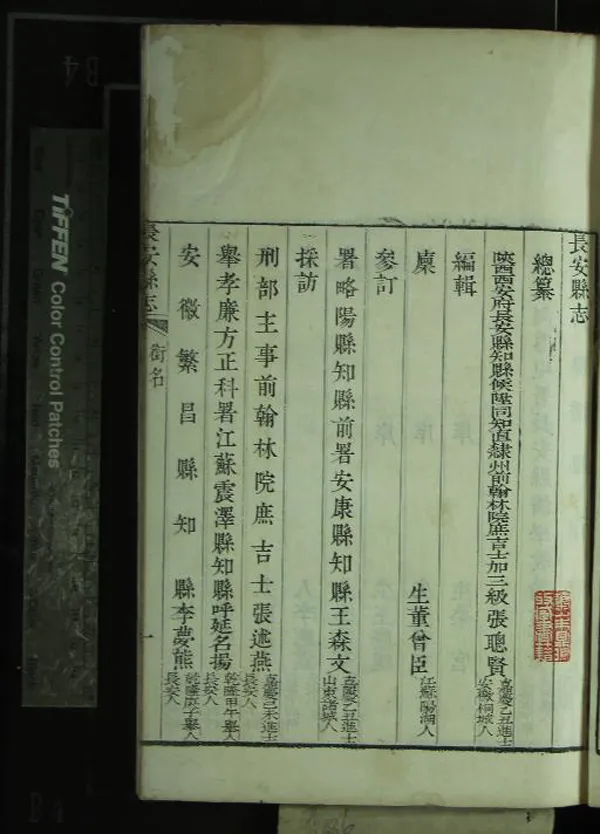 長安縣志
總纂
陝西西安府長安縣知縣候陞同知直隸州前翰林院庶吉士加三級張聰賢 嘉慶乙丑進士安徽桐城人
編輯
廩生董曾臣 江蘇陽湖人
參訂
署略陽縣知縣前署安康縣知縣王森文 嘉慶乙丑進士山東諸城人
採訪
刑部主事前翰林院庶吉士張述燕 嘉慶己未進士長安人
舉孝廉方正科署江蘇震澤縣知縣呼延名揚 乾隆甲午舉人長安人
安徽繁昌縣知縣李夢熊 乾隆庚子舉人長安人
長安縣志
銜名
一
TIFFEN Color Control Patches
B4